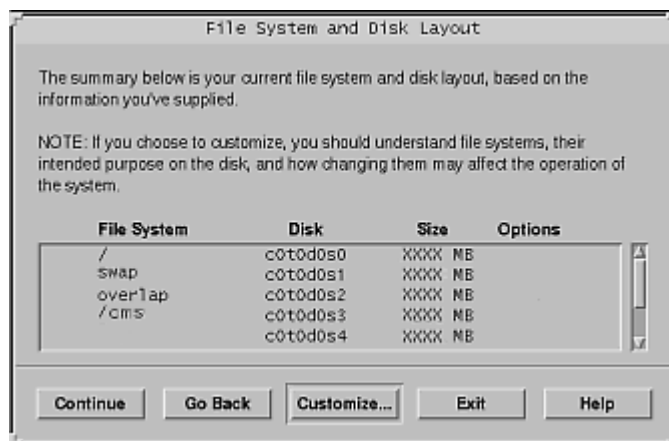 File System and Disk Layout
The summary below is your current file system and disk layout, based on the
information you've supplied.
NOTE: If you choose to customize, you should understand file systems, their
intended purpose on the disk, and how changing them may affect the operation of
the system.
File System Disk Size Options
/ c0t0d0s0 XXXX MB
swap c0t0d0s1 XXXX MB
overlap c0t0d0s2 XXXX MB
/cms c0t0d0s3 XXXX MB
c0t0d0s4 XXXX MB
Continue Go Back Customize... Exit Help